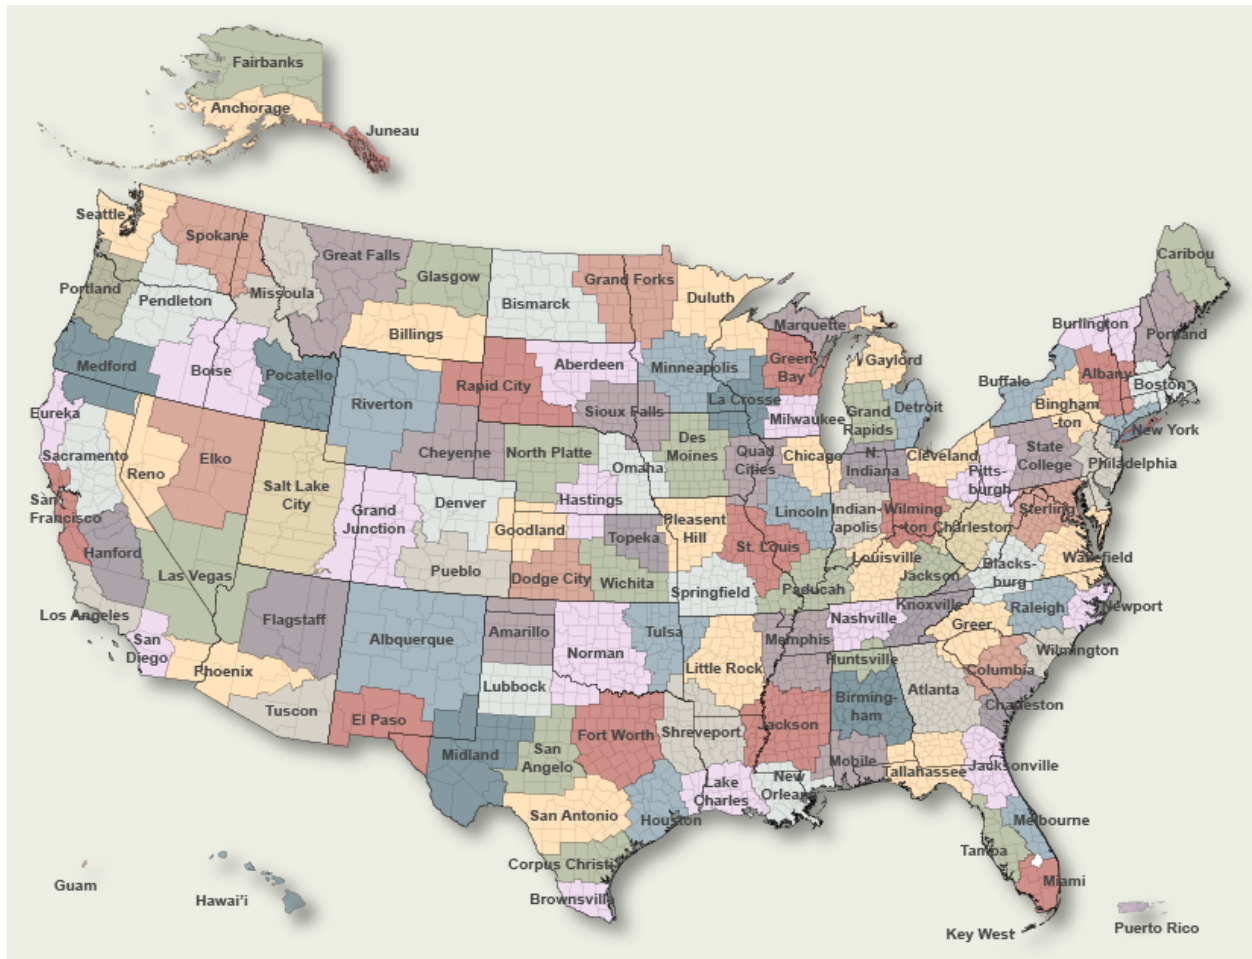 Fairbanks
Anchorage
Juneau
Seattle
Spokane
Great Falls
Glasgow
Caribou
Portland
Pendleton
Missoula
Bismarck
Grand Forks
Duluth
Billings
Marquette
Burlington
Portland
Medford
Boise
Pocatello
Riverton
Rapid City
Aberdeen
Minneapolis
Green
Bay
Gaylord
Buffalo
Albany
Boston
Eureka
La Crosse
Sioux Falls
Milwaukee
Grand
Rapids
Detroit
Bingham
-ton
New York
Sacramento
Reno
Elko
Salt Lake
City
Cheyenne
North Platte
Omaha
Des
Moines
Quad
Cities
Chicago
N.
Indiana
Cleveland
Pitts-
burgh
State
College
Philadelphia
San
Francisco
Grand
Junction
Denver
Hastings
Goodland
Topeka
Pleasent
Hill
Lincoln
Indian-
apolis
Wilming
-ton
Charleston
Sterling
Hanford
Las Vegas
Pueblo
Dodge City
Wichita
St. Louis
Springfield
Paducah
Louisville
Jackson
Blacks-
burg
Wakefield
Los Angeles
San
Diego
Flagstaff
Albquerque
Amarillo
Norman
Tulsa
Little Rock
Memphis
Nashville
Knoxville
Greer
Raleigh
Newport
Phoenix
Tuscon
El Paso
Lubbock
Huntsville
Birming-
ham
Atlanta
Columbia
Wilmington
Charleston
Midland
San
Angelo
Fort Worth
Shreveport
Jackson
Mobile
Tallahassee
Jacksonville
San Antonio
Houston
Lake
Charles
New
Orleans
Melbourne
Tampa
Miami
Key West
Corpus Christi
Brownsville
Guam
Hawai'i
Puerto Rico